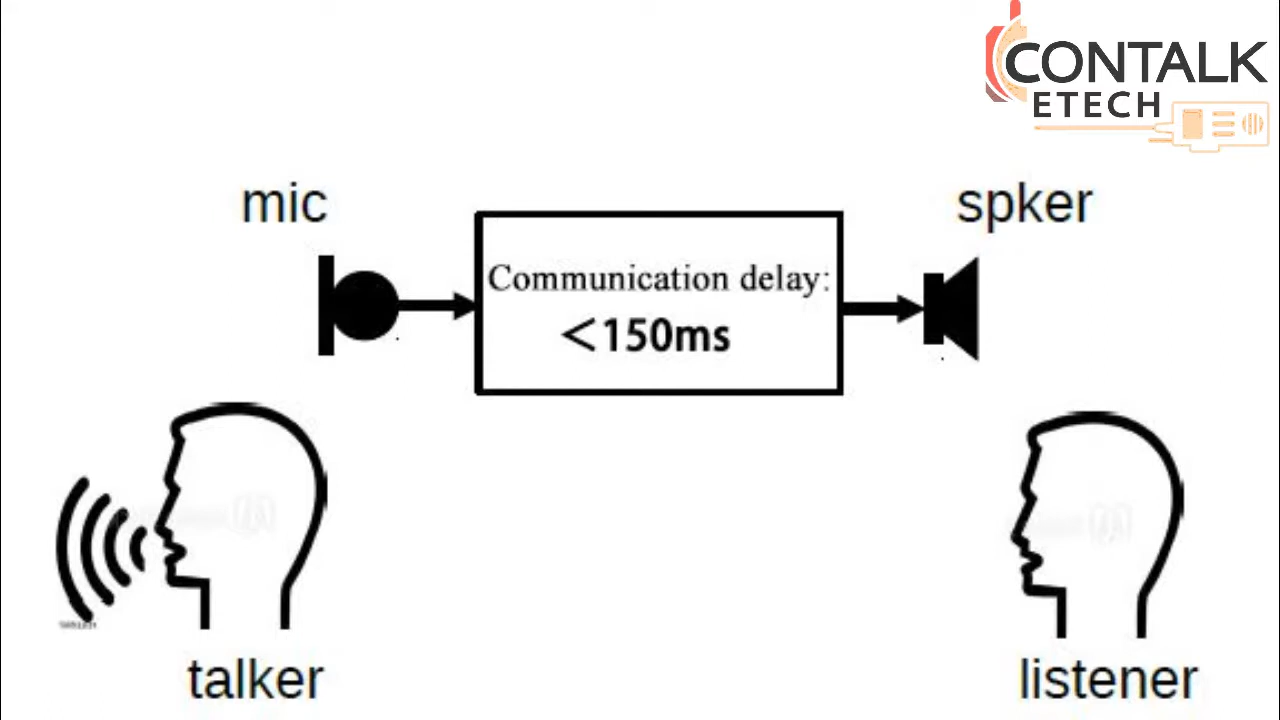 CONTALK
ETECH
mic
spker
Communication delay:
<150ms
talker
listener